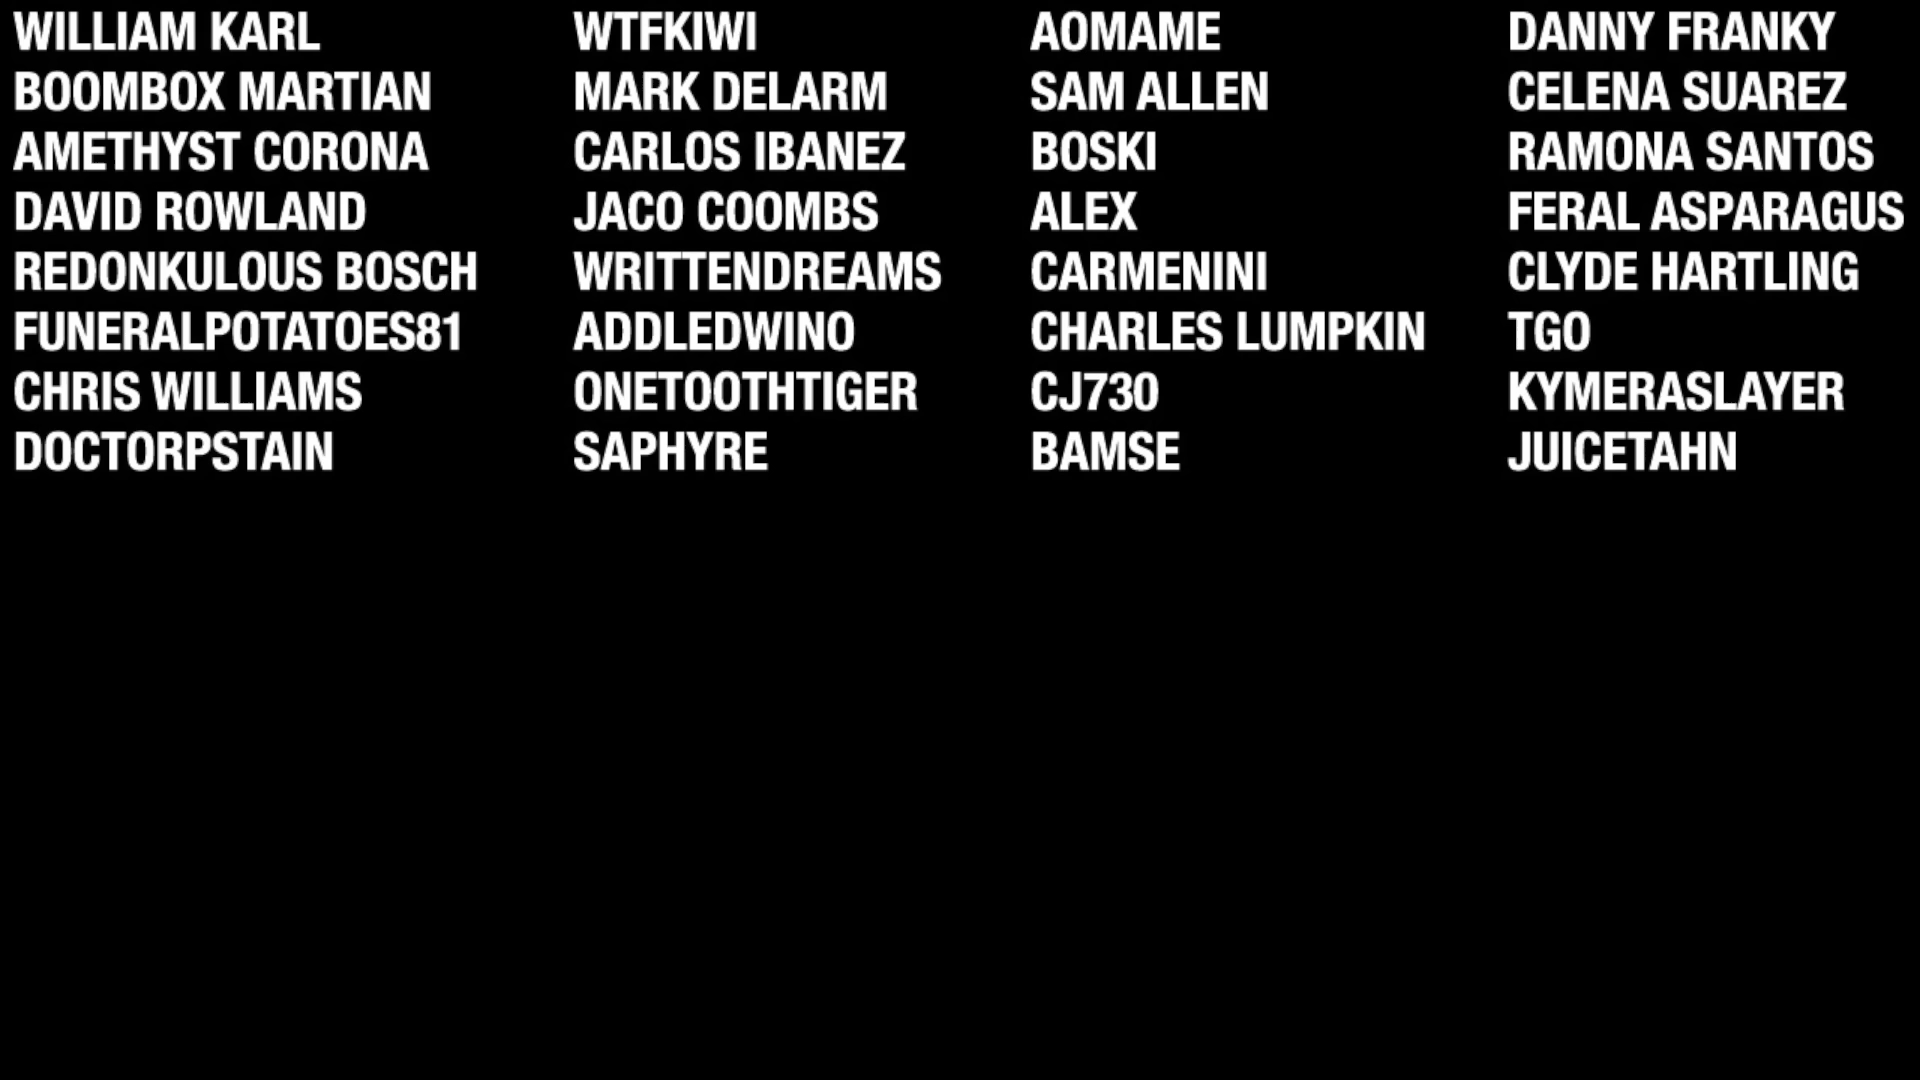 WILLIAM KARL
BOOMBOX MARTIAN
AMETHYST CORONA
DAVID ROWLAND
REDONKULOUS BOSCH
FUNERALPOTATOES81
CHRIS WILLIAMS
DOCTORPSTAIN
WTFKIWI
MARK DELARM
CARLOS IBANEZ
JACO COOMBS
WRITTENDREAMS
ADDLEDWINO
ONETOOTHTIGER
SAPHYRE
AOMAME
SAM ALLEN
BOSKI
ALEX
CARMENINI
CHARLES LUMPKIN
CJ730
BAMSE
DANNY FRANKY
CELENA SUAREZ
RAMONA SANTOS
FERAL ASPARAGUS
CLYDE HARTLING
TGO
KYMERASLAYER
JUICETAHN